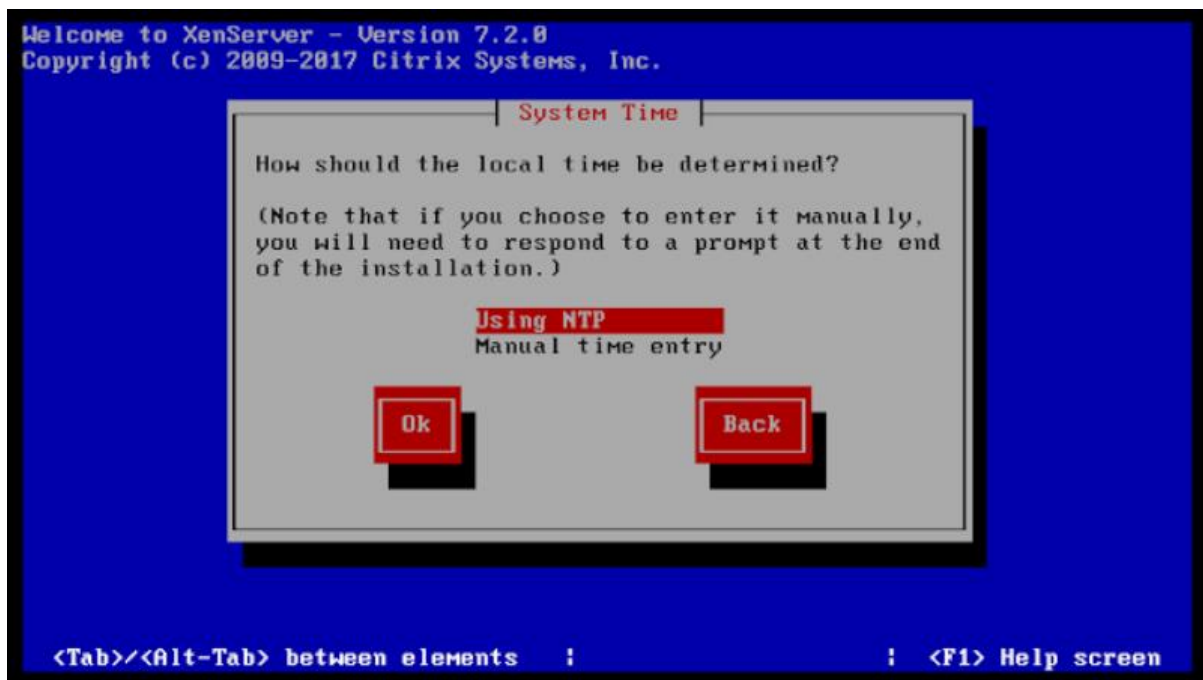 Welcome to XenServer - Version 7.2.0
Copyright (c) 2009-2017 Citrix Systems, Inc.
System Time
How should the local time be determined?
(Note that if you choose to enter it manually,
you will need to respond to a prompt at the end
of the installation.)
Using NTP
Manual time entry
Ok Back
<Tab>/<Alt-Tab> between elements ¦ ¦ <F1> Help screen